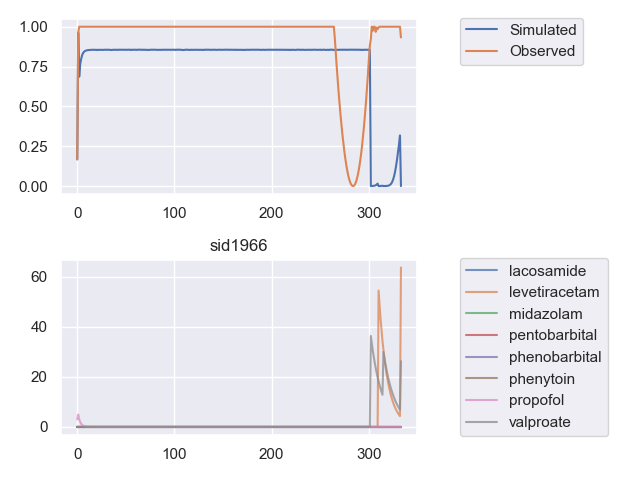 1.00
0.75
0.50
0.25
0.00
0 100 200 300
Simulated
Observed
sid1966
60
40
20
0
0 100 200 300
lacosamide
levetiracetam
midazolam
pentobarbital
phenobarbital
phenytoin
propofol
valproate